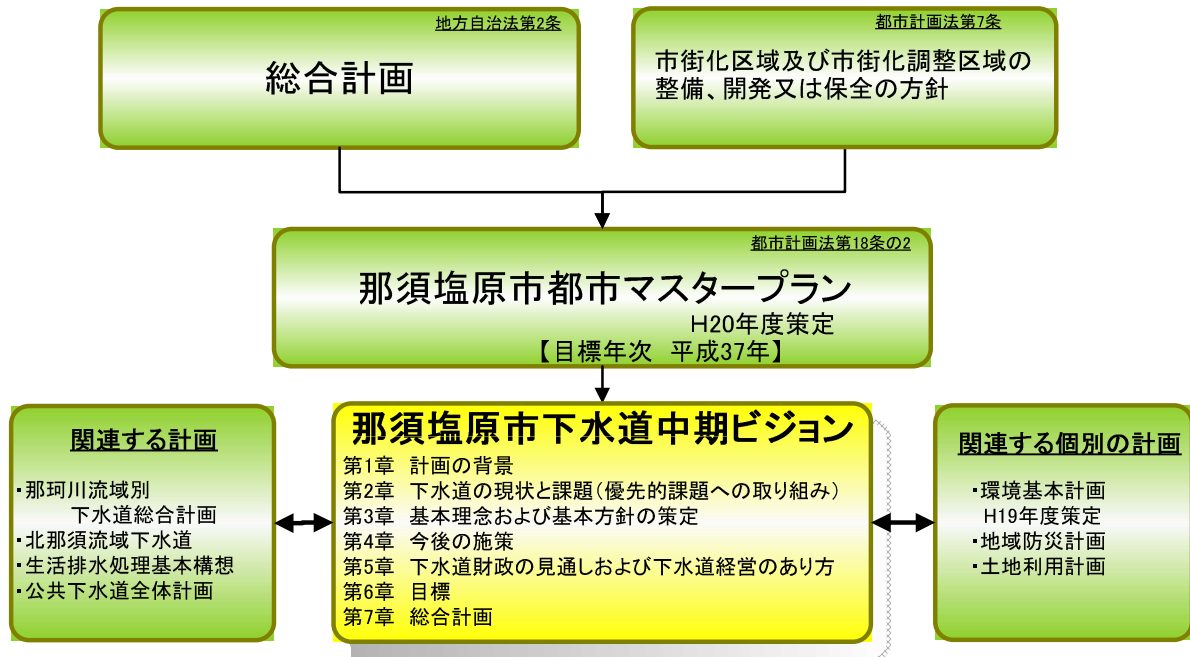 地方自治法第2条
総合計画
都市計画法第7条
市街化区域及び市街化調整区域の
整備、開発又は保全の方針
都市計画法第18条の2
那須塩原市都市マスタープラン
H20年度策定
【目標年次　平成37年】
関連する計画
・那珂川流域別
下水道総合計画
・北那須流域下水道
・生活排水処理基本構想
・公共下水道全体計画
那須塩原市下水道中期ビジョン
第1章　計画の背景
第2章　下水道の現状と課題（優先的課題への取り組み）
第3章　基本理念および基本方針の策定
第4章　今後の施策
第5章　下水道財政の見通しおよび下水道経営のあり方
第6章　目標
第7章　総合計画
関連する個別の計画
・環境基本計画
H19年度策定
・地域防災計画
・土地利用計画